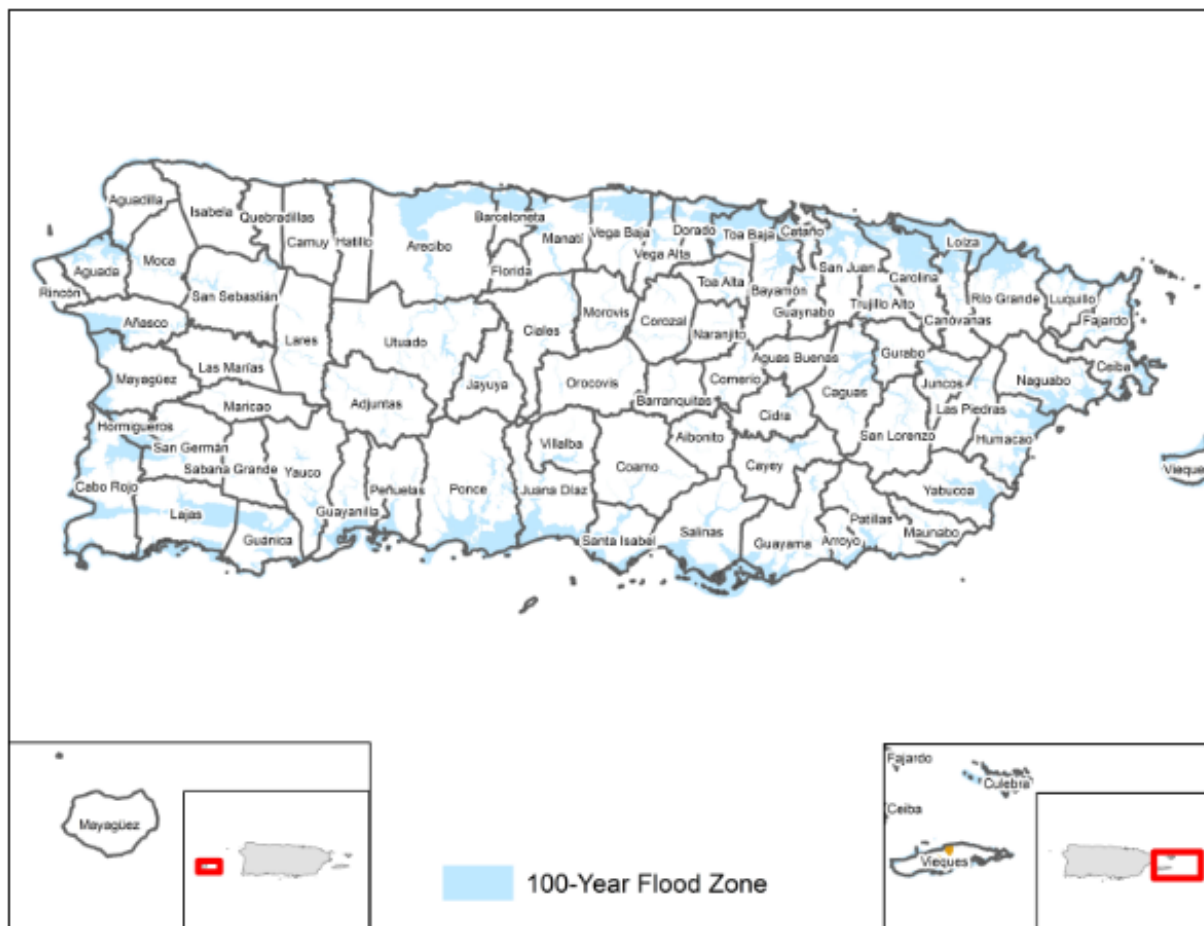 Aguadilla
Isabela
Quebradillas
Camuy
Hatillo
Arecibo
Barceloneta
Manatí
Florida
Vega Baja
Vega Alta
Dorado
Toa Baja
Cataño
Toa Alta
Bayamón
San Juan
Guaynabo
Trujillo Alto
Carolina
Loíza
Canóvanas
Río Grande
Luquillo
Fajardo
Ceiba
Aguada
Moca
Rincón
San Sebastián
Añasco
Lares
Utuado
Ciales
Morovis
Corozal
Naranjito
Aguas Buenas
Gurabo
Juncos
Naguabo
Mayagüez
Las Marías
Maricao
Adjuntas
Jayuya
Orocovis
Barranquitas
Comerío
Cidra
Caguas
San Lorenzo
Las Piedras
Humacao
Hormigueros
San Germán
Sabana Grande
Yauco
Villalba
Coamo
Aibonito
Cayey
Yabucoa
Vieques
Cabo Rojo
Lajas
Guánica
Guayanilla
Peñuelas
Ponce
Juana Díaz
Santa Isabel
Salinas
Guayama
Arroyo
Patillas
Maunabo
Mayagüez
100-Year Flood Zone
Fajardo
Culebra
Ceiba
Vieques